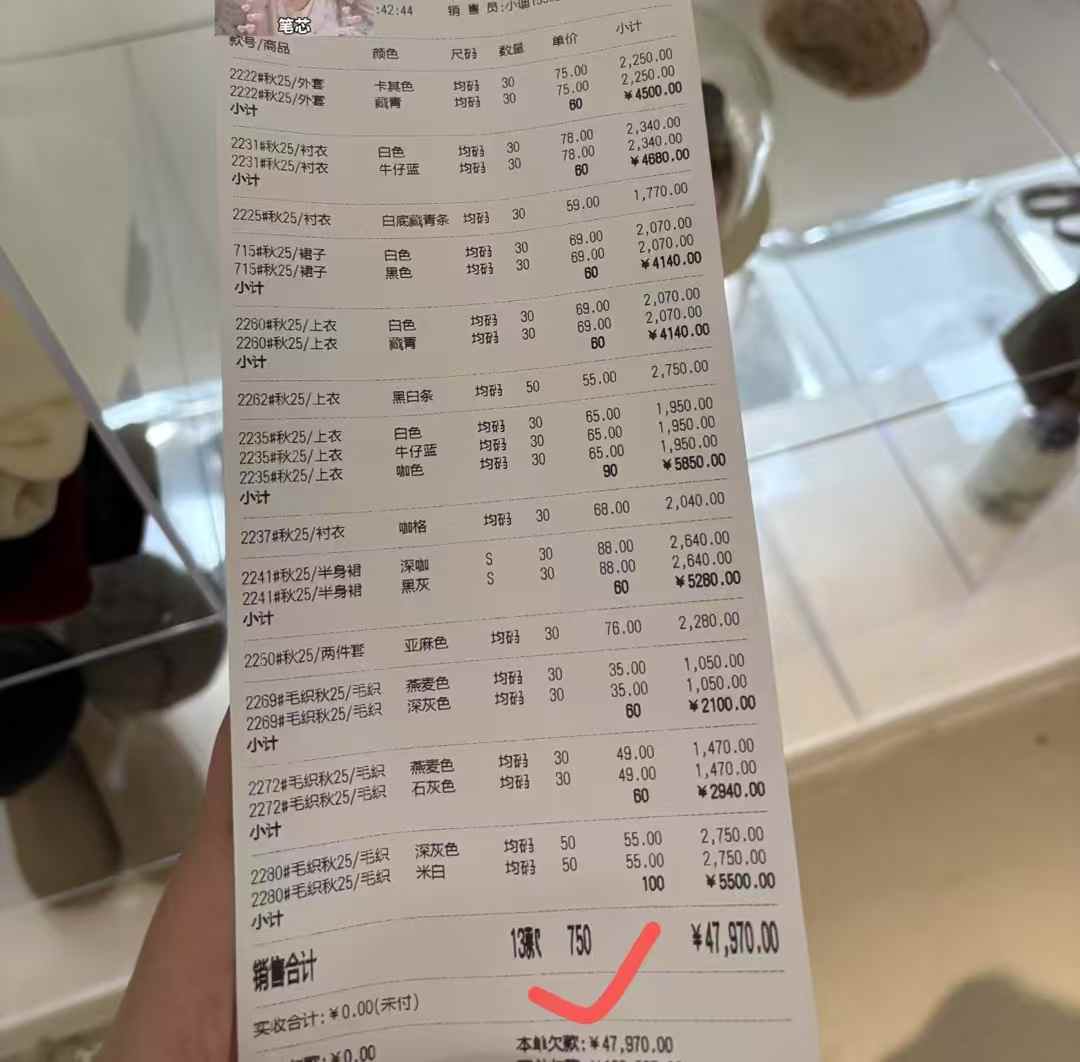 笔芯
:42:44 销售员:小迪
款号/商品 颜色 尺码 数量 单价 小计
2222#秋25/外套 卡其色 均码 30 75.00 2,250.00
2222#秋25/外套 藏青 均码 30 75.00 2,250.00
小计 60 ¥4500.00
2231#秋25/衬衣 白色 均码 30 78.00 2,340.00
2231#秋25/衬衣 牛仔蓝 均码 30 78.00 2,340.00
小计 60 ¥4680.00
2225#秋25/衬衣 白底藏青条 均码 30 59.00 1,770.00
715#秋25/裙子 白色 均码 30 69.00 2,070.00
715#秋25/裙子 黑色 均码 30 69.00 2,070.00
小计 60 ¥4140.00
2260#秋25/上衣 白色 均码 30 69.00 2,070.00
2260#秋25/上衣 藏青 均码 30 69.00 2,070.00
小计 60 ¥4140.00
2262#秋25/上衣 黑白条 均码 50 55.00 2,750.00
2235#秋25/上衣 白色 均码 30 65.00 1,950.00
2235#秋25/上衣 牛仔蓝 均码 30 65.00 1,950.00
2235#秋25/上衣 咖色 均码 30 65.00 1,950.00
小计 90 ¥5850.00
2237#秋25/衬衣 咖格 均码 30 68.00 2,040.00
2241#秋25/半身裙 深咖 S 30 88.00 2,640.00
2241#秋25/半身裙 黑灰 S 30 88.00 2,640.00
小计 60 ¥5280.00
2250#秋25/两件套 亚麻色 均码 30 76.00 2,280.00
2269#毛织秋25/毛织 燕麦色 均码 30 35.00 1,050.00
2269#毛织秋25/毛织 深灰色 均码 30 35.00 1,050.00
小计 60 ¥2100.00
2272#毛织秋25/毛织 燕麦色 均码 30 49.00 1,470.00
2272#毛织秋25/毛织 石灰色 均码 30 49.00 1,470.00
小计 60 ¥2940.00
2280#毛织秋25/毛织 深灰色 均码 50 55.00 2,750.00
2280#毛织秋25/毛织 米白 均码 50 55.00 2,750.00
小计 100 ¥5500.00
销售合计 13款 750 ¥47,970.00
实收合计:¥0.00(未付)
欠款:¥0.00 本单欠款:¥47,970.00